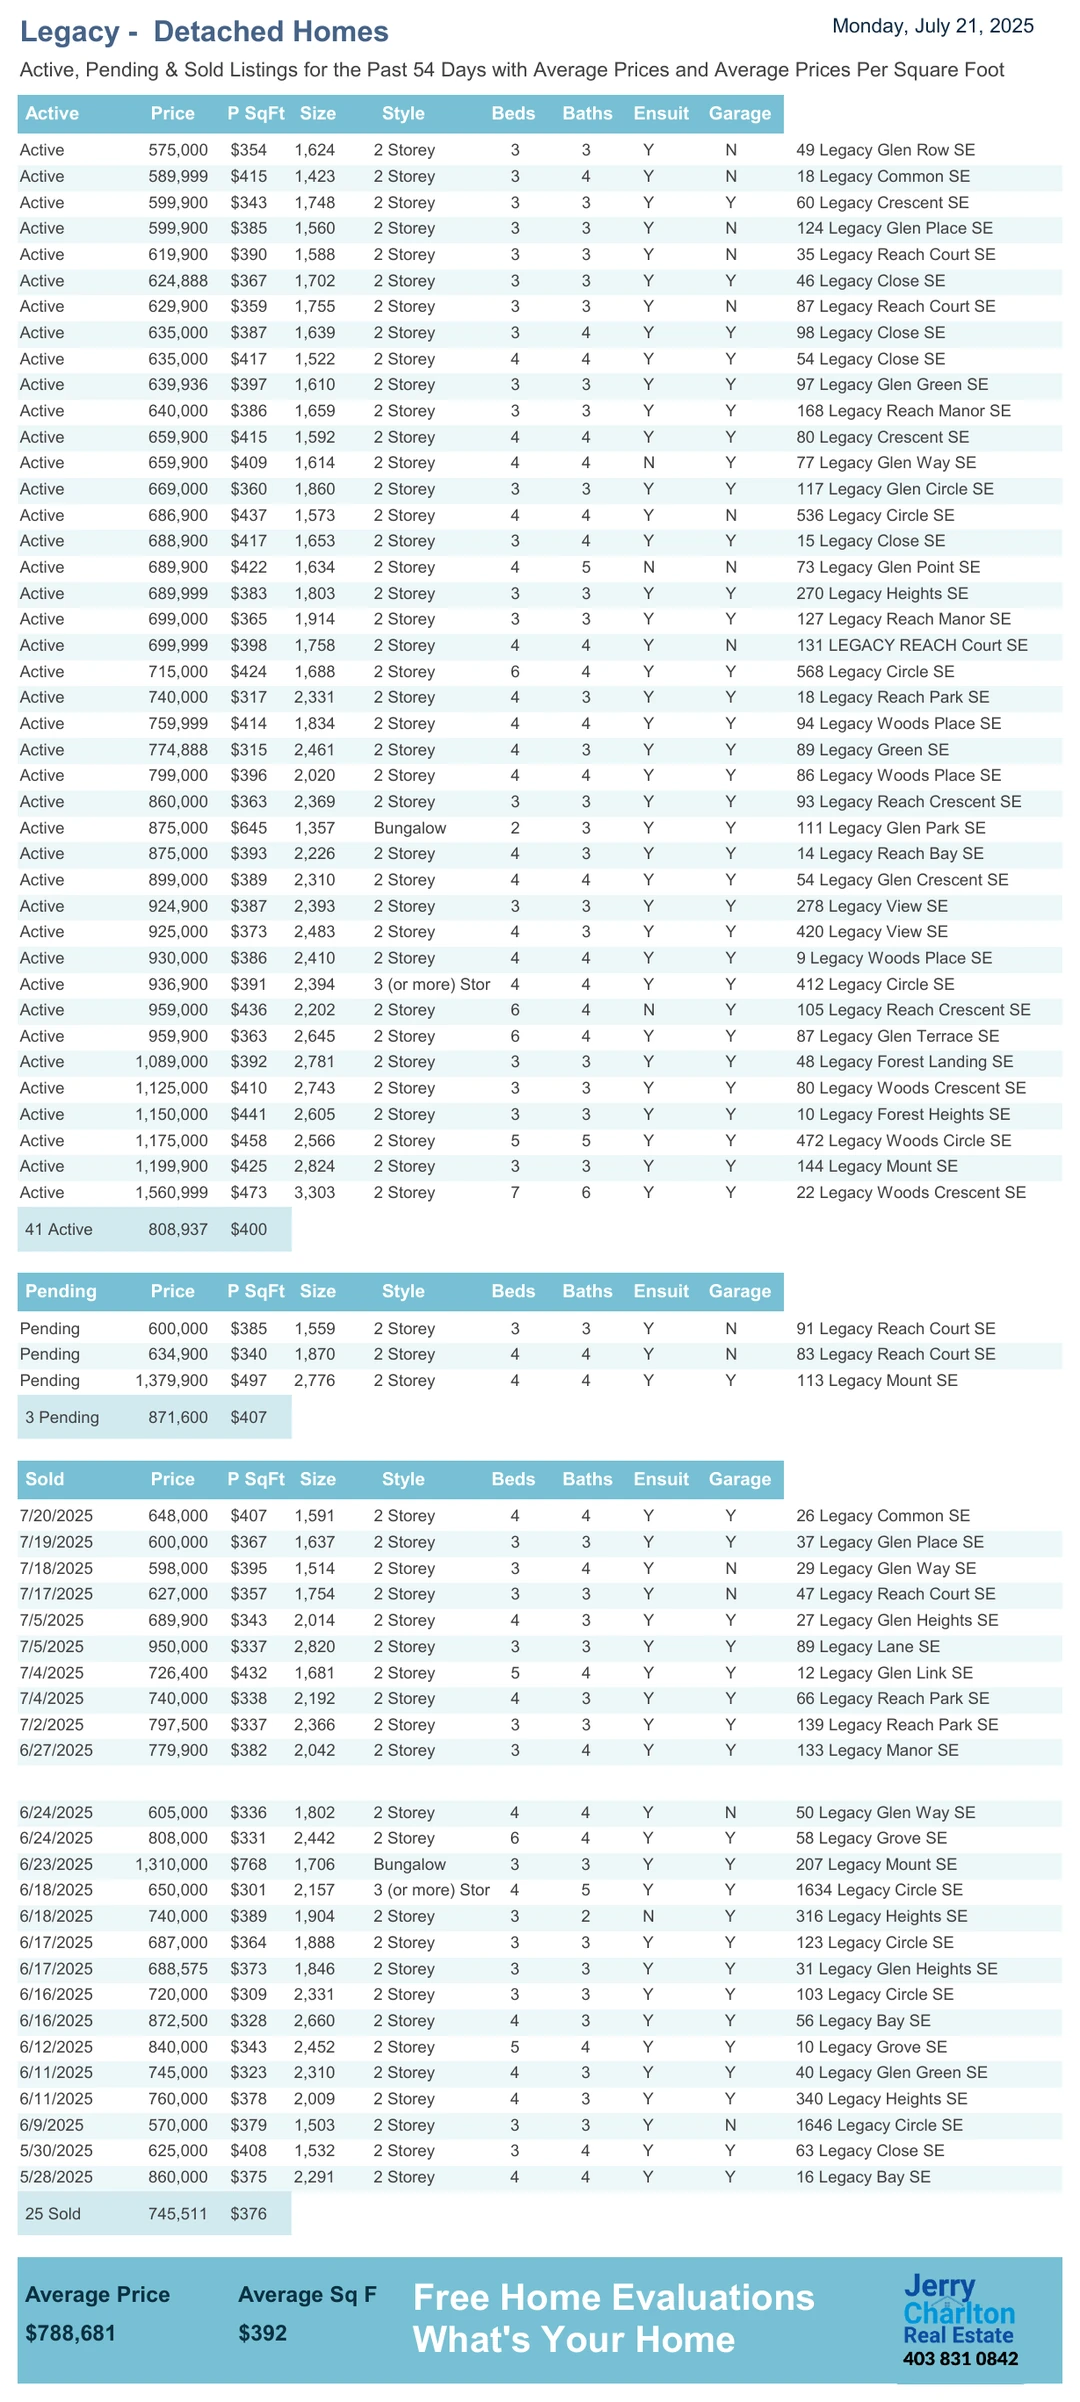 Legacy - Detached Homes
Monday, July 21, 2025
Active, Pending & Sold Listings for the Past 54 Days with Average Prices and Average Prices Per Square Foot
Active Price P SqFt Size Style Beds Baths Ensuit Garage
Active 575,000 $354 1,624 2 Storey 3 3 Y N 49 Legacy Glen Row SE
Active 589,999 $415 1,423 2 Storey 3 4 Y N 18 Legacy Common SE
Active 599,900 $343 1,748 2 Storey 3 3 Y Y 60 Legacy Crescent SE
Active 599,900 $385 1,560 2 Storey 3 3 Y N 124 Legacy Glen Place SE
Active 619,900 $390 1,588 2 Storey 3 3 Y N 35 Legacy Reach Court SE
Active 624,888 $367 1,702 2 Storey 3 3 Y Y 46 Legacy Close SE
Active 629,900 $359 1,755 2 Storey 3 3 Y N 87 Legacy Reach Court SE
Active 635,000 $387 1,639 2 Storey 3 4 Y Y 98 Legacy Close SE
Active 635,000 $417 1,522 2 Storey 4 4 Y Y 54 Legacy Close SE
Active 639,936 $397 1,610 2 Storey 3 3 Y Y 97 Legacy Glen Green SE
Active 640,000 $386 1,659 2 Storey 3 3 Y Y 168 Legacy Reach Manor SE
Active 659,900 $415 1,592 2 Storey 4 4 Y Y 80 Legacy Crescent SE
Active 659,900 $409 1,614 2 Storey 4 4 N Y 77 Legacy Glen Way SE
Active 669,000 $360 1,860 2 Storey 3 3 Y Y 117 Legacy Glen Circle SE
Active 686,900 $437 1,573 2 Storey 4 4 Y N 536 Legacy Circle SE
Active 688,900 $417 1,653 2 Storey 3 4 Y Y 15 Legacy Close SE
Active 689,900 $422 1,634 2 Storey 4 5 N N 73 Legacy Glen Point SE
Active 689,999 $383 1,803 2 Storey 3 3 Y Y 270 Legacy Heights SE
Active 699,000 $365 1,914 2 Storey 3 3 Y Y 127 Legacy Reach Manor SE
Active 699,999 $398 1,758 2 Storey 4 4 Y N 131 LEGACY REACH Court SE
Active 715,000 $424 1,688 2 Storey 6 4 Y Y 568 Legacy Circle SE
Active 740,000 $317 2,331 2 Storey 4 3 Y Y 18 Legacy Reach Park SE
Active 759,999 $414 1,834 2 Storey 4 4 Y Y 94 Legacy Woods Place SE
Active 774,888 $315 2,461 2 Storey 4 3 Y Y 89 Legacy Green SE
Active 799,000 $396 2,020 2 Storey 4 4 Y Y 86 Legacy Woods Place SE
Active 860,000 $363 2,369 2 Storey 3 3 Y Y 93 Legacy Reach Crescent SE
Active 875,000 $645 1,357 Bungalow 2 3 Y Y 111 Legacy Glen Park SE
Active 875,000 $393 2,226 2 Storey 4 3 Y Y 14 Legacy Reach Bay SE
Active 899,000 $389 2,310 2 Storey 4 4 Y Y 54 Legacy Glen Crescent SE
Active 924,900 $387 2,393 2 Storey 3 3 Y Y 278 Legacy View SE
Active 925,000 $373 2,483 2 Storey 4 3 Y Y 420 Legacy View SE
Active 930,000 $386 2,410 2 Storey 4 4 Y Y 9 Legacy Woods Place SE
Active 936,900 $391 2,394 3 (or more) Stor 4 4 Y Y 412 Legacy Circle SE
Active 959,000 $436 2,202 2 Storey 6 4 N Y 105 Legacy Reach Crescent SE
Active 959,900 $363 2,645 2 Storey 6 4 Y Y 87 Legacy Glen Terrace SE
Active 1,089,000 $392 2,781 2 Storey 3 3 Y Y 48 Legacy Forest Landing SE
Active 1,125,000 $410 2,743 2 Storey 3 3 Y Y 80 Legacy Woods Crescent SE
Active 1,150,000 $441 2,605 2 Storey 3 3 Y Y 10 Legacy Forest Heights SE
Active 1,175,000 $458 2,566 2 Storey 5 5 Y Y 472 Legacy Woods Circle SE
Active 1,199,900 $425 2,824 2 Storey 3 3 Y Y 144 Legacy Mount SE
Active 1,560,999 $473 3,303 2 Storey 7 6 Y Y 22 Legacy Woods Crescent SE
41 Active 808,937 $400
Pending Price P SqFt Size Style Beds Baths Ensuit Garage
Pending 600,000 $385 1,559 2 Storey 3 3 Y N 91 Legacy Reach Court SE
Pending 634,900 $340 1,870 2 Storey 4 4 Y N 83 Legacy Reach Court SE
Pending 1,379,900 $497 2,776 2 Storey 4 4 Y Y 113 Legacy Mount SE
3 Pending 871,600 $407
Sold Price P SqFt Size Style Beds Baths Ensuit Garage
7/20/2025 648,000 $407 1,591 2 Storey 4 4 Y Y 26 Legacy Common SE
7/19/2025 600,000 $367 1,637 2 Storey 3 3 Y Y 37 Legacy Glen Place SE
7/18/2025 598,000 $395 1,514 2 Storey 3 4 Y N 29 Legacy Glen Way SE
7/17/2025 627,000 $357 1,754 2 Storey 3 3 Y N 47 Legacy Reach Court SE
7/5/2025 689,900 $343 2,014 2 Storey 4 3 Y Y 27 Legacy Glen Heights SE
7/5/2025 950,000 $337 2,820 2 Storey 3 3 Y Y 89 Legacy Lane SE
7/4/2025 726,400 $432 1,681 2 Storey 5 4 Y Y 12 Legacy Glen Link SE
7/4/2025 740,000 $338 2,192 2 Storey 4 3 Y Y 66 Legacy Reach Park SE
7/2/2025 797,500 $337 2,366 2 Storey 3 3 Y Y 139 Legacy Reach Park SE
6/27/2025 779,900 $382 2,042 2 Storey 3 4 Y Y 133 Legacy Manor SE
6/24/2025 605,000 $336 1,802 2 Storey 4 4 Y N 50 Legacy Glen Way SE
6/24/2025 808,000 $331 2,442 2 Storey 6 4 Y Y 58 Legacy Grove SE
6/23/2025 1,310,000 $768 1,706 Bungalow 3 3 Y Y 207 Legacy Mount SE
6/18/2025 650,000 $301 2,157 3 (or more) Stor 4 5 Y Y 1634 Legacy Circle SE
6/18/2025 740,000 $389 1,904 2 Storey 3 2 N Y 316 Legacy Heights SE
6/17/2025 687,000 $364 1,888 2 Storey 3 3 Y Y 123 Legacy Circle SE
6/17/2025 688,575 $373 1,846 2 Storey 3 3 Y Y 31 Legacy Glen Heights SE
6/16/2025 720,000 $309 2,331 2 Storey 3 3 Y Y 103 Legacy Circle SE
6/16/2025 872,500 $328 2,660 2 Storey 4 3 Y Y 56 Legacy Bay SE
6/12/2025 840,000 $343 2,452 2 Storey 5 4 Y Y 10 Legacy Grove SE
6/11/2025 745,000 $323 2,310 2 Storey 4 3 Y Y 40 Legacy Glen Green SE
6/11/2025 760,000 $378 2,009 2 Storey 4 3 Y Y 340 Legacy Heights SE
6/9/2025 570,000 $379 1,503 2 Storey 3 3 Y N 1646 Legacy Circle SE
5/30/2025 625,000 $408 1,532 2 Storey 3 4 Y Y 63 Legacy Close SE
5/28/2025 860,000 $375 2,291 2 Storey 4 4 Y Y 16 Legacy Bay SE
25 Sold 745,511 $376
Average Price Average Sq F
$788,681 $392
Free Home Evaluations
What's Your Home
Jerry
Charlton
Real Estate
403 831 0842